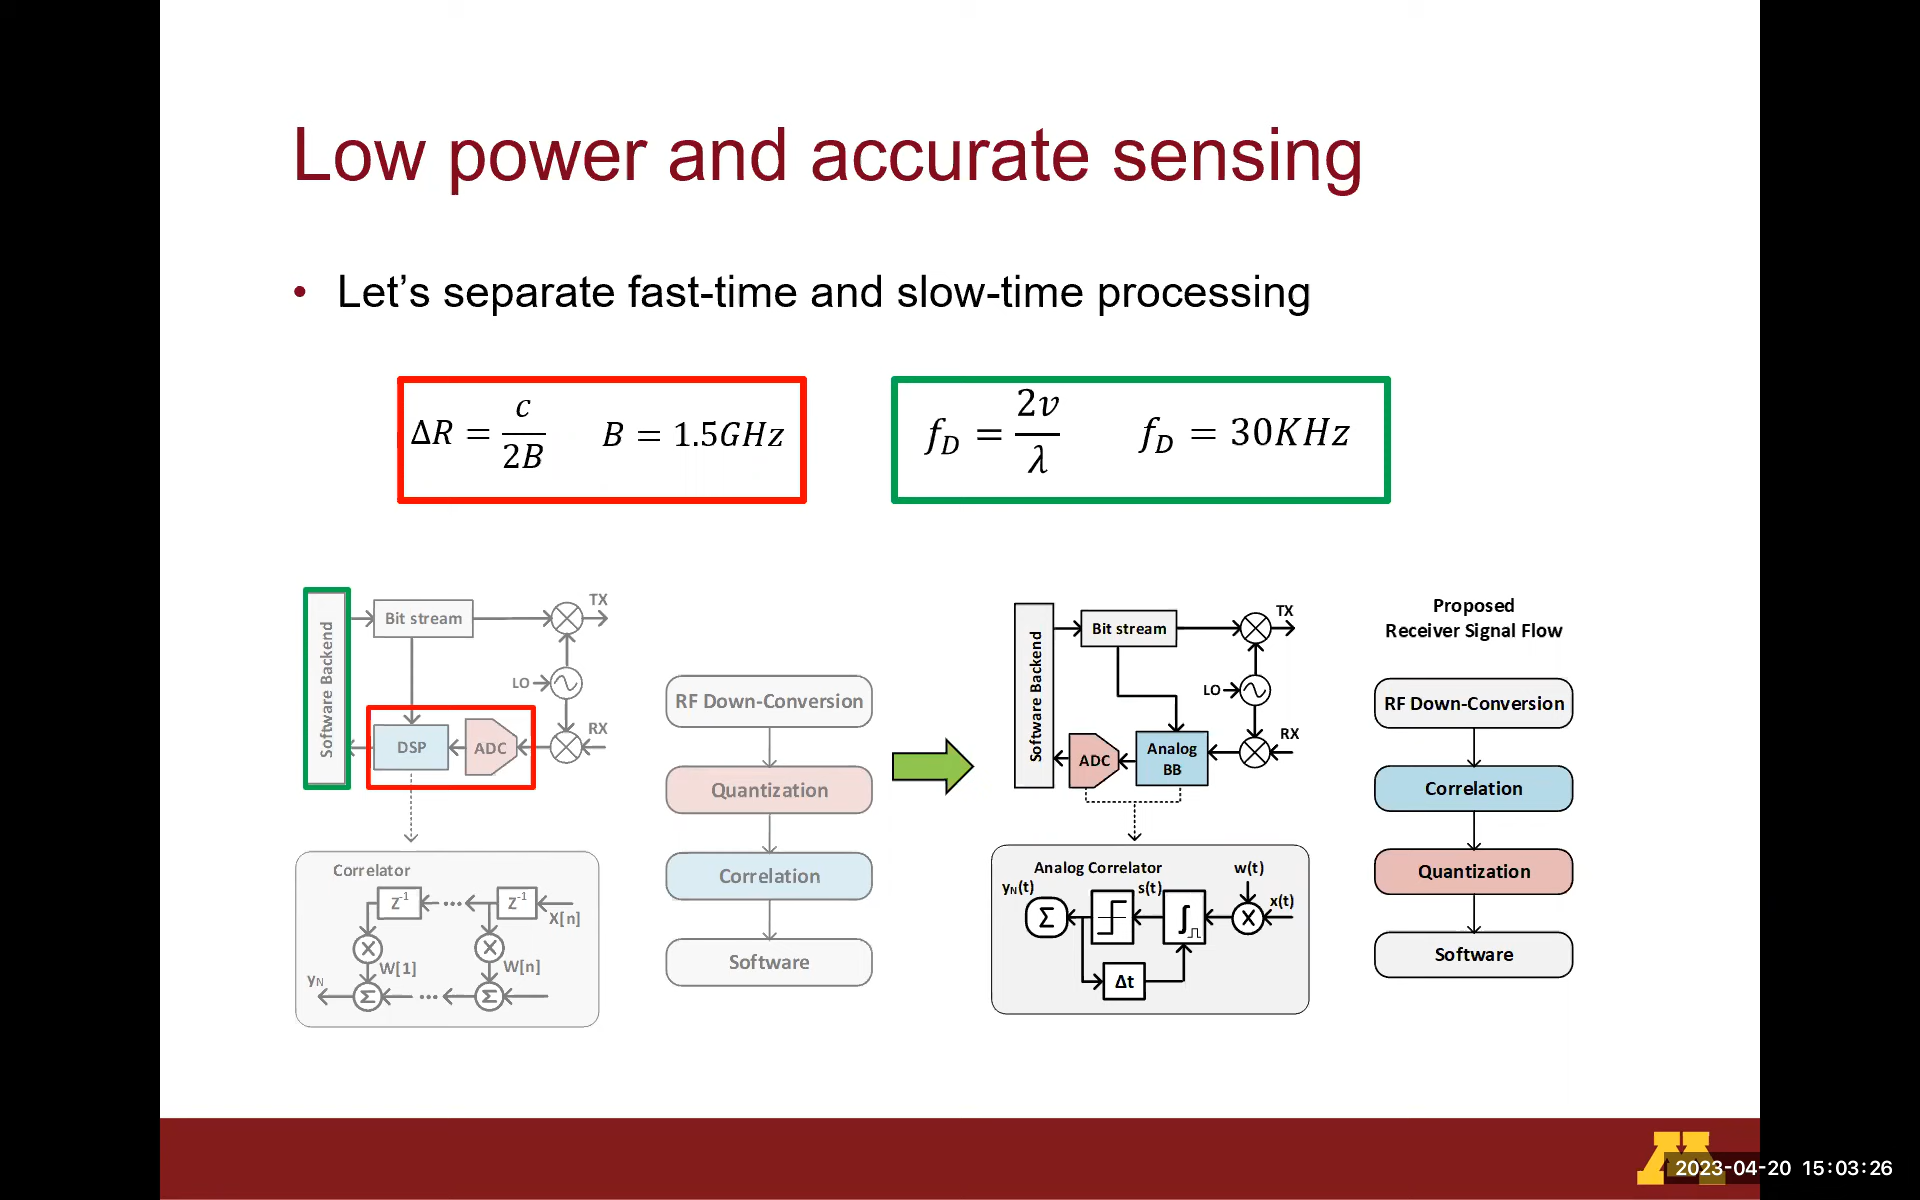 Low power and accurate sensing
• Let's separate fast-time and slow-time processing
ΔR = c/2B B = 1.5GHz
f_D = 2v/λ f_D = 30KHz
Software Backend
Bit stream
TX
LO
RX
DSP
ADC
Correlator
Z⁻¹
Z⁻¹
X[n]
W[1]
W[n]
yN
Σ
Σ
RF Down-Conversion
Quantization
Correlation
Software
Software Backend
Bit stream
TX
LO
RX
ADC
Analog
BB
Analog Correlator
w(t)
yN(t)
s(t)
x(t)
Σ
∫
Δt
Proposed
Receiver Signal Flow
RF Down-Conversion
Correlation
Quantization
Software
2023-04-20 15:03:26